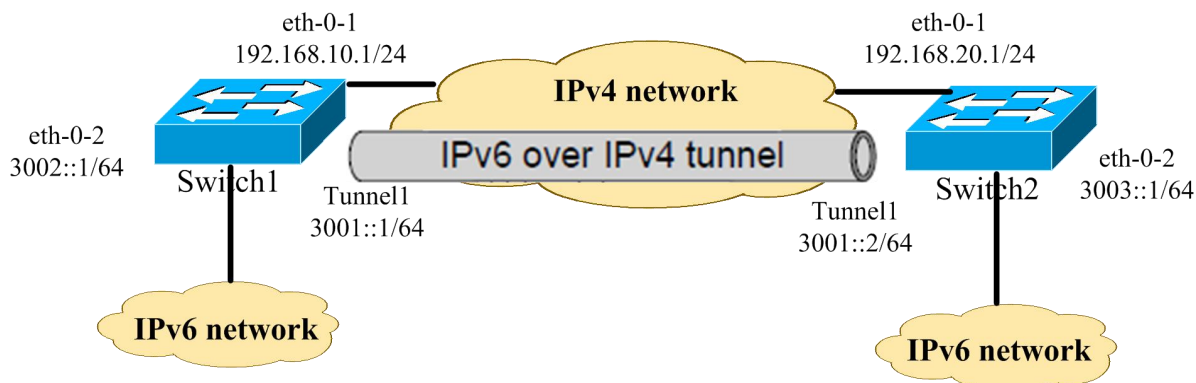 eth-0-1
192.168.10.1/24
eth-0-1
192.168.20.1/24
IPv4 network
eth-0-2
3002::1/64
IPv6 over IPv4 tunnel
eth-0-2
3003::1/64
Switch1
Switch2
Tunnel1
3001::1/64
Tunnel1
3001::2/64
IPv6 network
IPv6 network